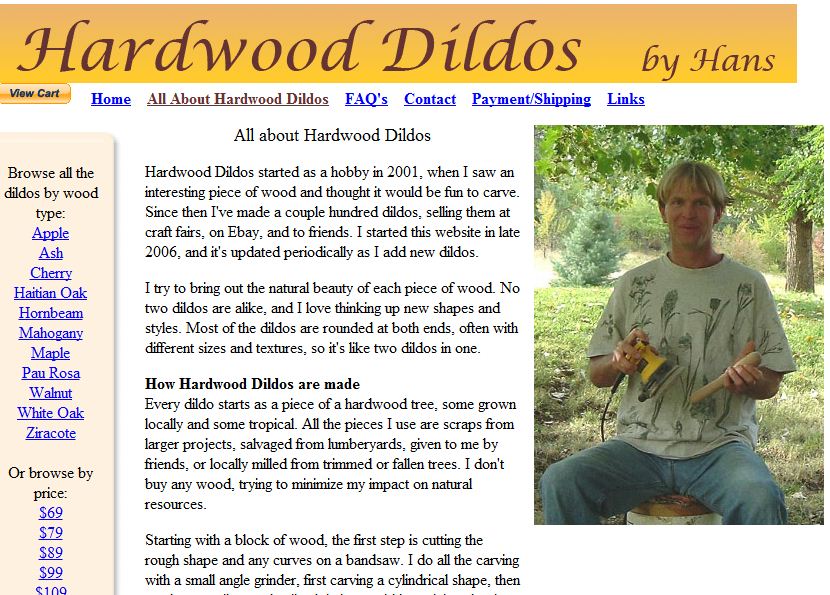 Hardwood Dildos by Hans
View Cart
Home All About Hardwood Dildos FAQ's Contact Payment/Shipping Links
Browse all the
dildos by wood
type:
Apple
Ash
Cherry
Haitian Oak
Hornbeam
Mahogany
Maple
Pau Rosa
Walnut
White Oak
Ziracote
Or browse by
price:
$69
$79
$89
$99
$109
All about Hardwood Dildos
Hardwood Dildos started as a hobby in 2001, when I saw an
interesting piece of wood and thought it would be fun to carve.
Since then I've made a couple hundred dildos, selling them at
craft fairs, on Ebay, and to friends. I started this website in late
2006, and it's updated periodically as I add new dildos.
I try to bring out the natural beauty of each piece of wood. No
two dildos are alike, and I love thinking up new shapes and
styles. Most of the dildos are rounded at both ends, often with
different sizes and textures, so it's like two dildos in one.
How Hardwood Dildos are made
Every dildo starts as a piece of a hardwood tree, some grown
locally and some tropical. All the pieces I use are scraps from
larger projects, salvaged from lumberyards, given to me by
friends, or locally milled from trimmed or fallen trees. I don't
buy any wood, trying to minimize my impact on natural
resources.
Starting with a block of wood, the first step is cutting the
rough shape and any curves on a bandsaw. I do all the carving
with a small angle grinder, first carving a cylindrical shape, then